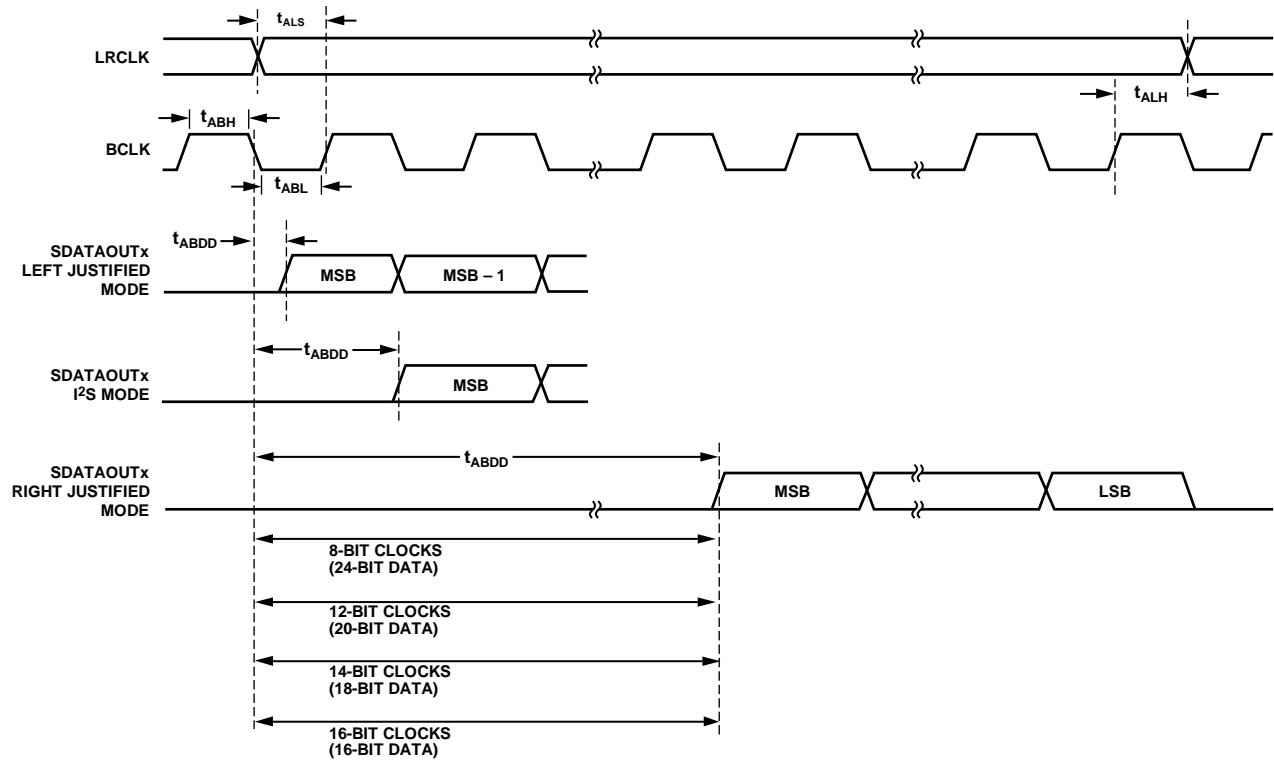 tALS
LRCLK
tALH
tABH
BCLK
tABL
tABDD
SDATAOUTx
LEFT JUSTIFIED
MODE
MSB
MSB – 1
tABDD
SDATAOUTx
I2S MODE
MSB
tABDD
SDATAOUTx
RIGHT JUSTIFIED
MODE
MSB
LSB
8-BIT CLOCKS
(24-BIT DATA)
12-BIT CLOCKS
(20-BIT DATA)
14-BIT CLOCKS
(18-BIT DATA)
16-BIT CLOCKS
(16-BIT DATA)